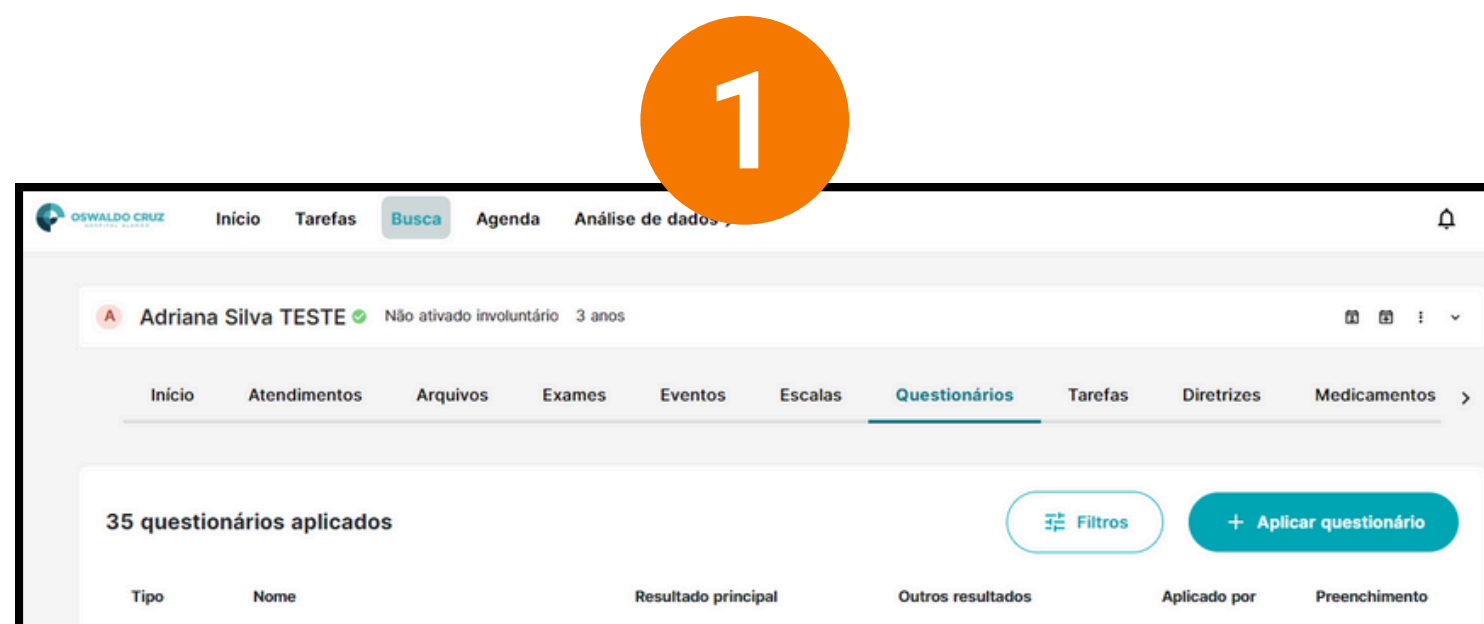 1
OSWALDO CRUZ
HOSPITAL ALEMÃO
Início Tarefas Busca Agenda Análise de dados
A Adriana Silva TESTE Não ativado involuntário 3 anos
Início Atendimentos Arquivos Exames Eventos Escalas Questionários Tarefas Diretrizes Medicamentos
35 questionários aplicados
Filtros
+ Aplicar questionário
Tipo Nome Resultado principal Outros resultados Aplicado por Preenchimento